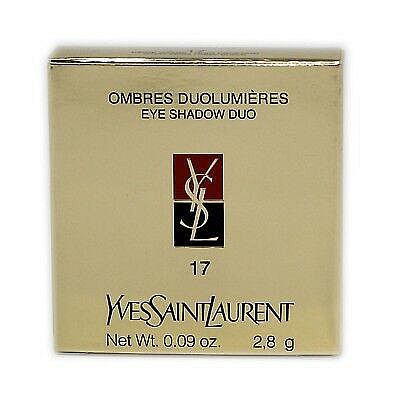 OMBRES DUOLUMIÈRES
EYE SHADOW DUO
YSL
17
YVESSAINTLAURENT
Net Wt. 0.09 oz. 2,8 g